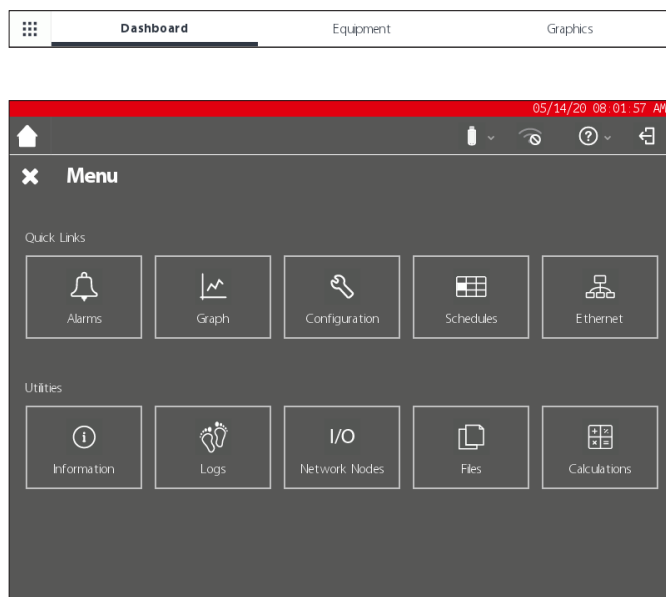 Dashboard Equipment Graphics
05/14/20 08:01:57 AM
Menu
Quick Links
Alarms Graph Configuration Schedules Ethernet
Utilities
I/O
Information Logs Network Nodes Files Calculations